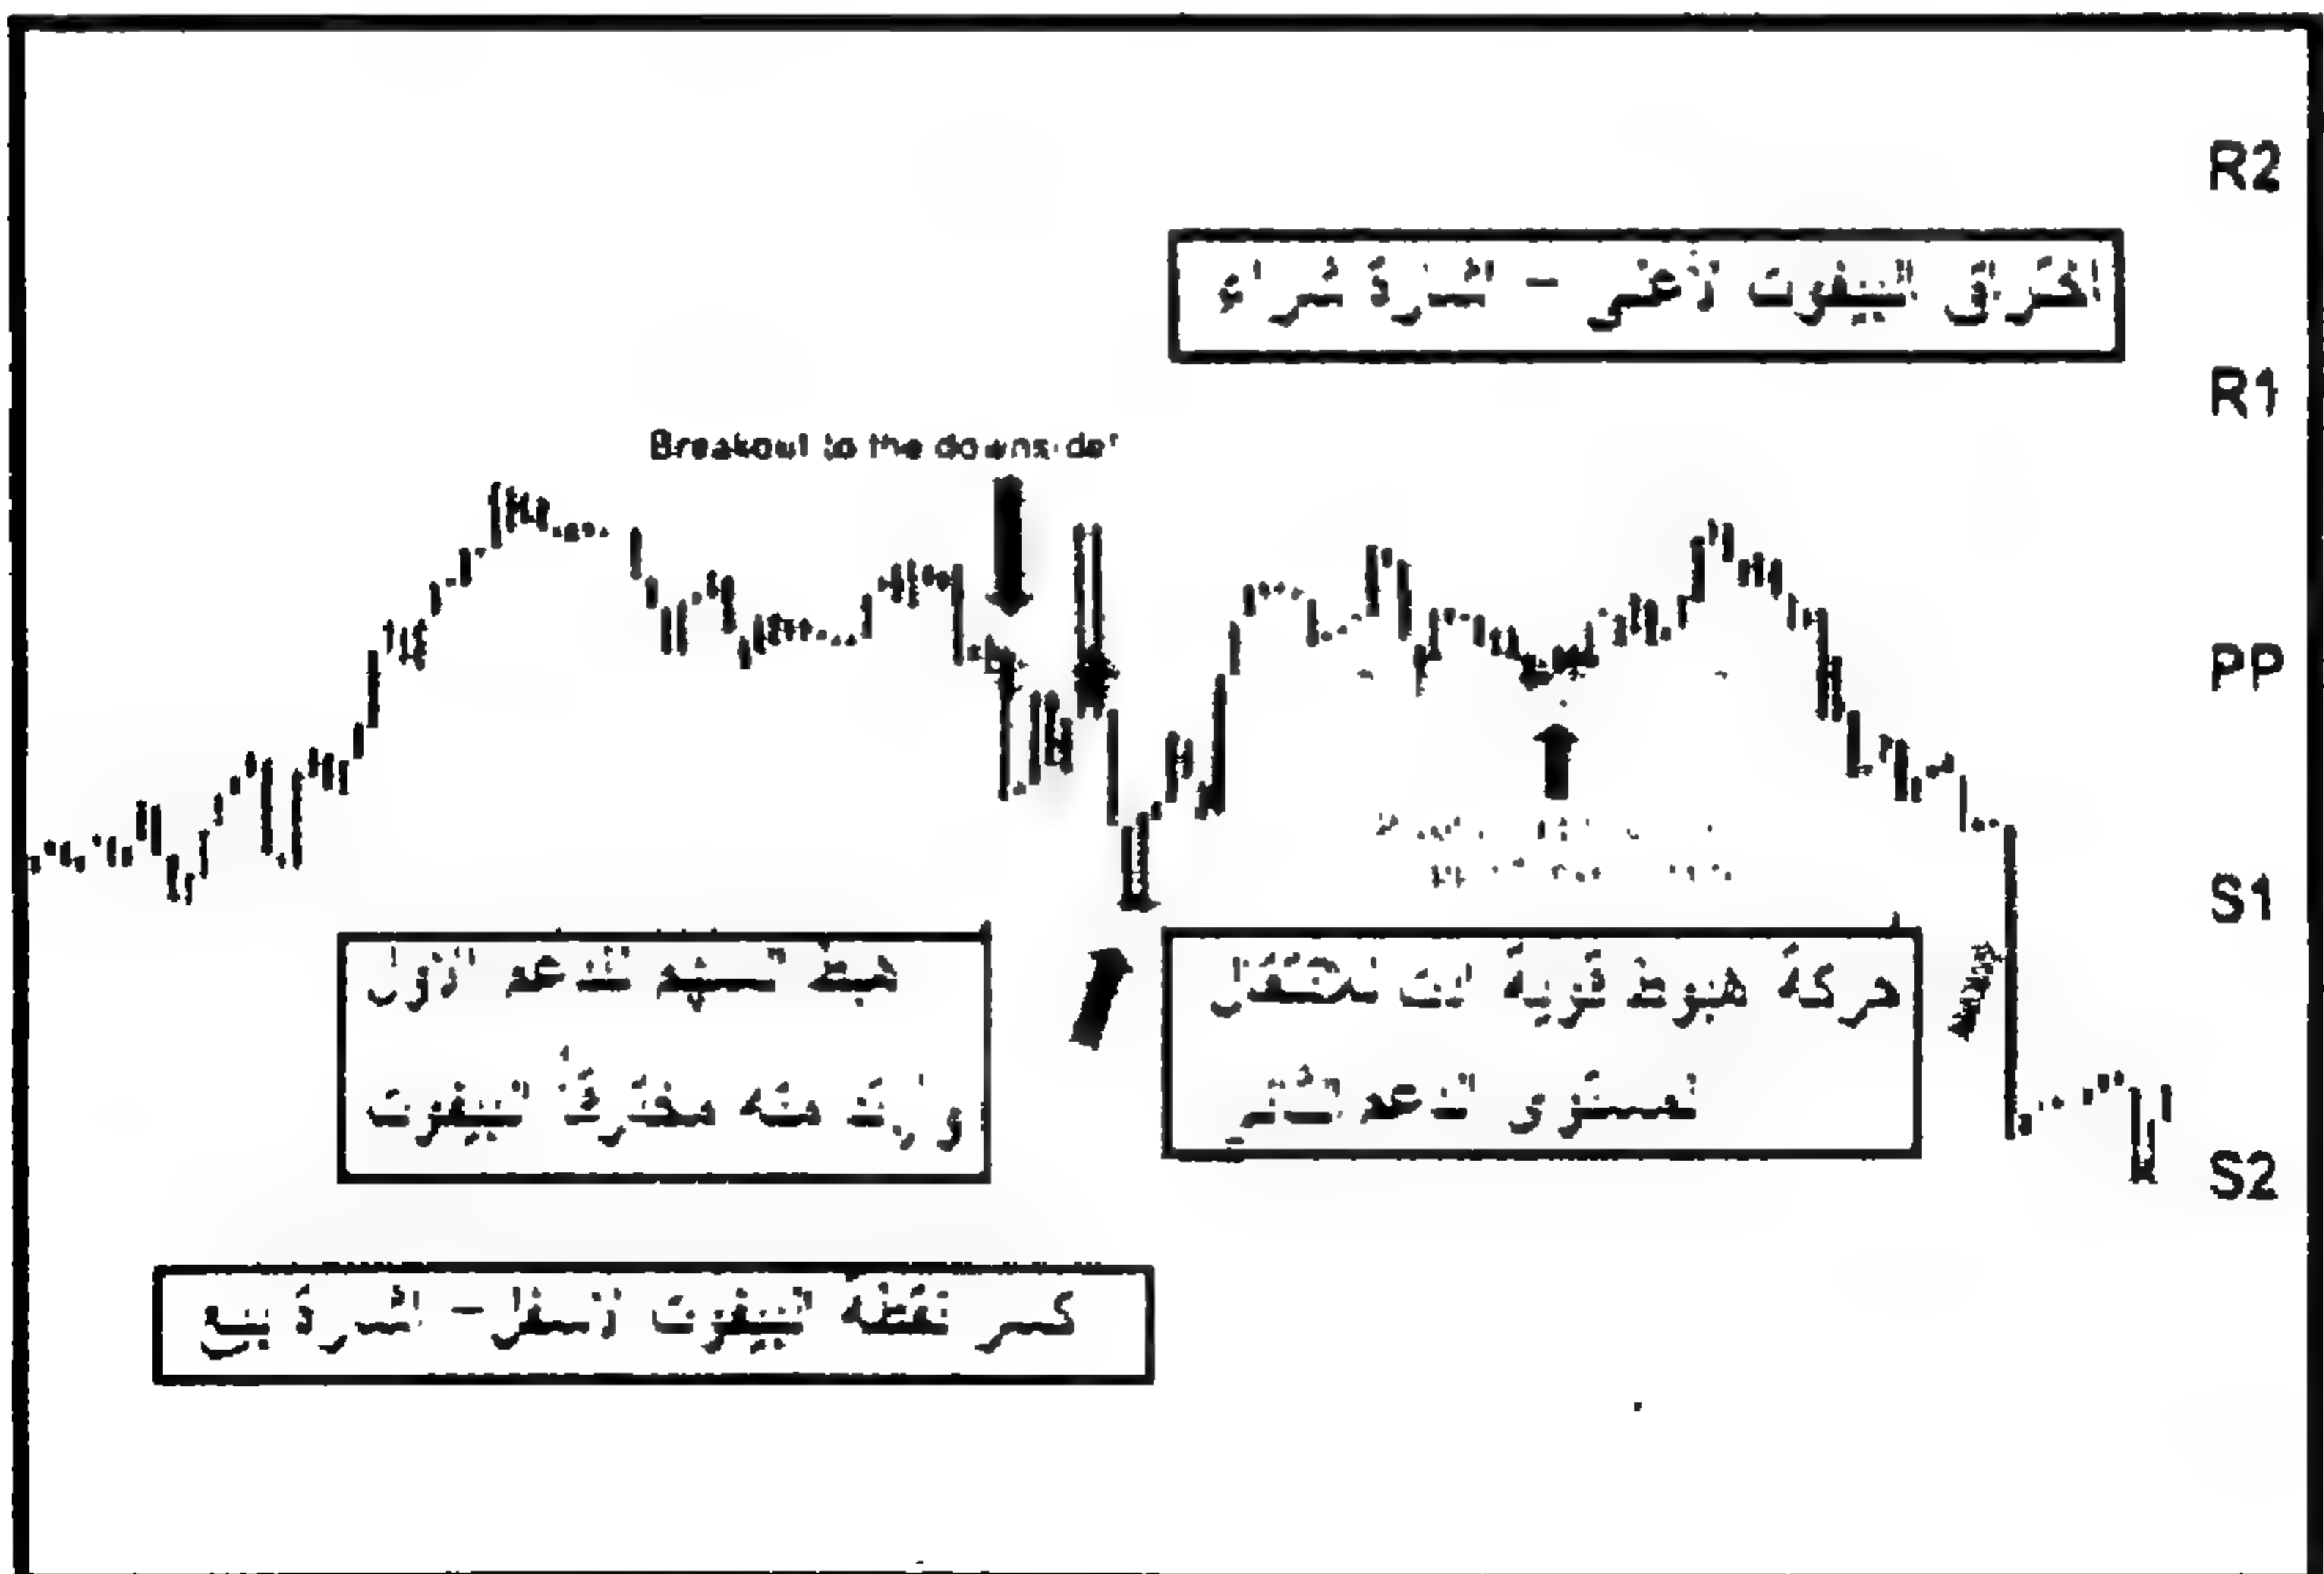 R2
اختراق البيفوت لأعلى - اشارة شراء
R1
Breakout to the downside
PP
S1
هبط السهم للدعم الأول
وارتد منه مخترقاً البيفوت
حركة هبوط قوية أدت للانتقال
لمستوى الدعم الثاني
S2
كسر نقطة البيفوت لأسفل - اشارة بيع